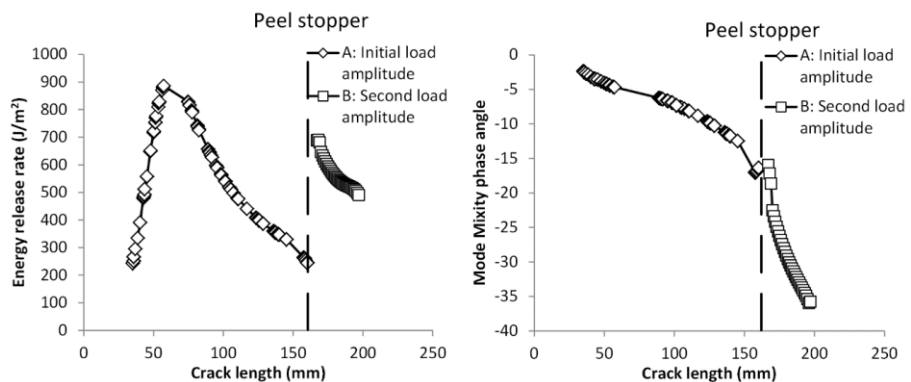 Peel stopper
1000
900
800
700
600
500
400
300
200
100
0
Energy release rate (J/m²)
A: Initial load
amplitude
B: Second load
amplitude
0 50 100 150 200 250
Crack length (mm)
Peel stopper
0
-5
-10
-15
-20
-25
-30
-35
-40
Mode Mixity phase angle
A: Initial load
amplitude
B: Second load
amplitude
0 50 100 150 200 250
Crack length (mm)